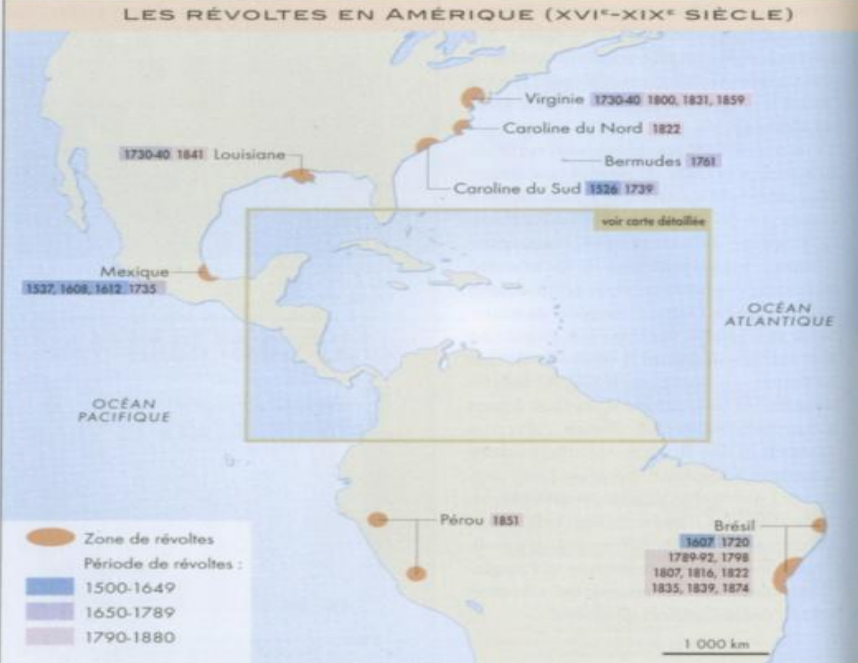 LES RÉVOLTES EN AMÉRIQUE (XVIe-XIXe SIÈCLE)
Virginie 1730-40 1800, 1831, 1859
Caroline du Nord 1822
1730-40 1841 Louisiane
Bermudes 1761
Caroline du Sud 1526 1739
voir carte détaillée
Mexique
1537, 1608, 1612 1735
OCÉAN
ATLANTIQUE
OCÉAN
PACIFIQUE
Pérou 1851
Brésil
1607 1720
1789-92, 1798
1807, 1816, 1822
1835, 1839, 1874
Zone de révoltes
Période de révoltes :
1500-1649
1650-1789
1790-1880
1 000 km